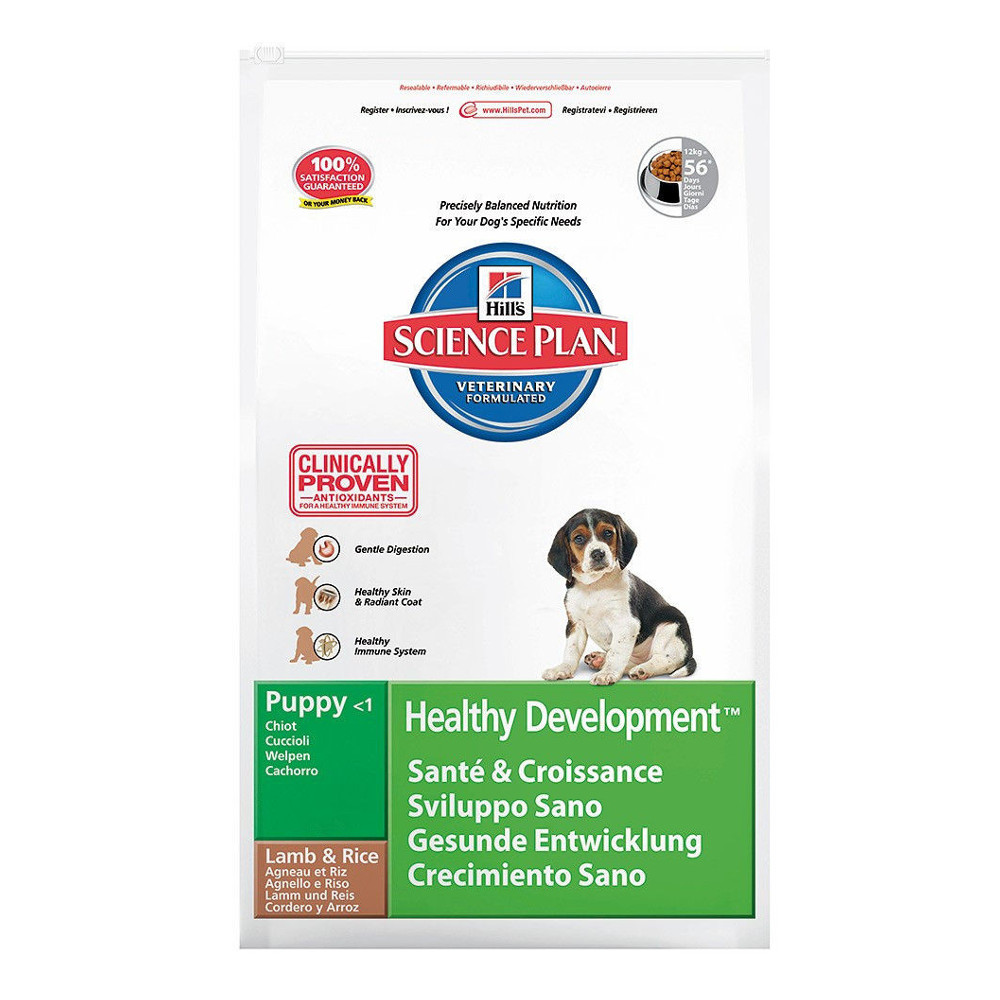 Resealable • Refermable • Richiudibile • Wiederverschließbar • Autocierre
Register • Inscrivez-vous ! www.HillsPet.com Registratevi • Registrieren
100%
SATISFACTION
GUARANTEED
OR YOUR MONEY BACK
12kg =
56*
Days
Jours
Giorni
Tage
Días
Precisely Balanced Nutrition
For Your Dog's Specific Needs
Hill's
SCIENCE PLAN™
VETERINARY
FORMULATED
CLINICALLY
PROVEN
ANTIOXIDANTS
FOR A HEALTHY IMMUNE SYSTEM
Gentle Digestion
Healthy Skin
& Radiant Coat
Healthy
Immune System
Puppy <1
Chiot
Cuccioli
Welpen
Cachorro
Lamb & Rice
Agneau et Riz
Agnello e Riso
Lamm und Reis
Cordero y Arroz
Healthy Development™
Santé & Croissance
Sviluppo Sano
Gesunde Entwicklung
Crecimiento Sano